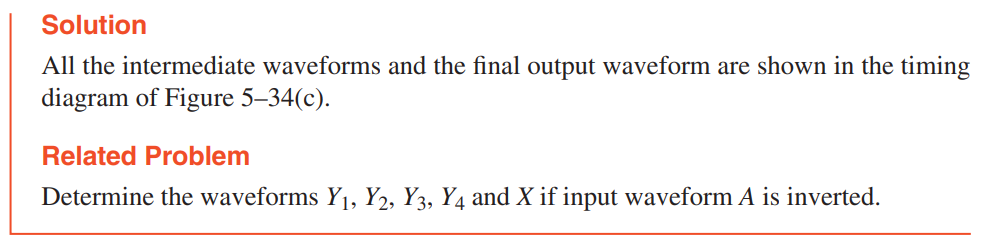 Solution
All the intermediate waveforms and the final output waveform are shown in the timing
diagram of Figure 5–34(c).
Related Problem
Determine the waveforms Y₁, Y₂, Y₃, Y₄ and X if input waveform A is inverted.